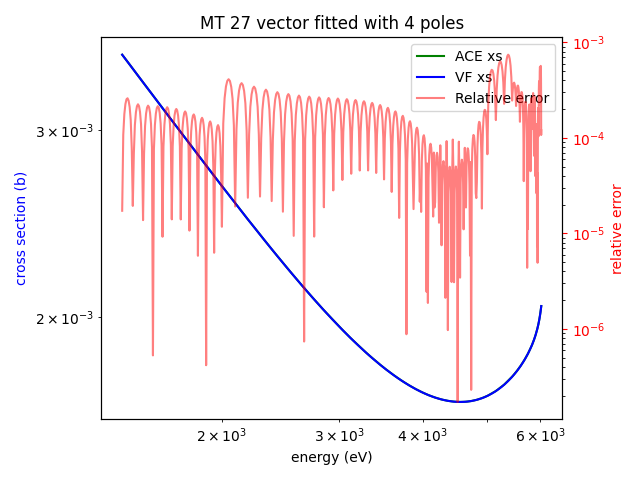 MT 27 vector fitted with 4 poles
ACE xs
VF xs
Relative error
cross section (b)
3 × 10⁻³
2 × 10⁻³
10⁻³
10⁻⁴
10⁻⁵
10⁻⁶
relative error
2 × 10³
3 × 10³
4 × 10³
6 × 10³
energy (eV)